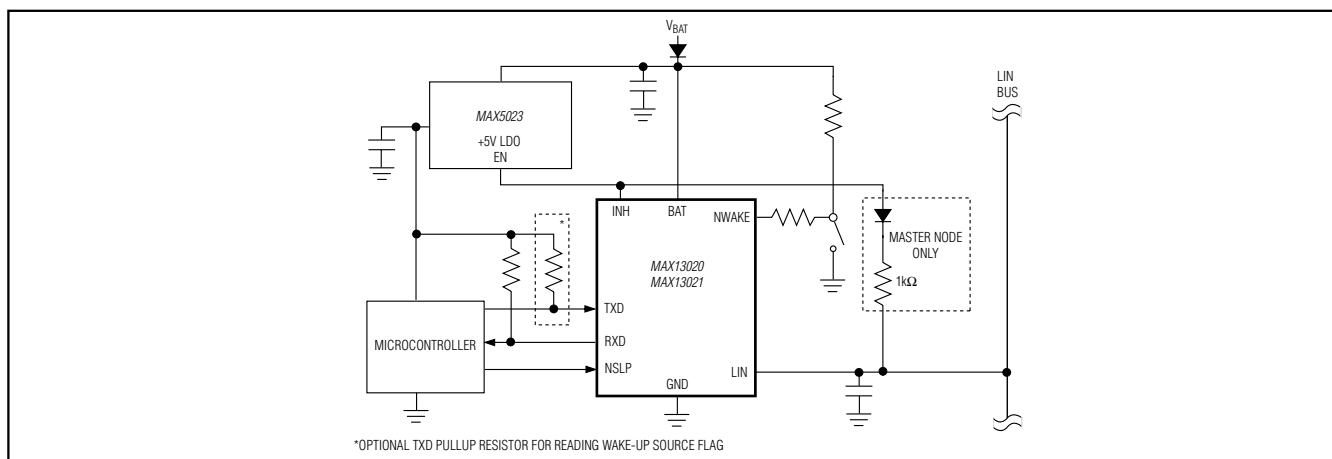 VBAT
LIN
BUS
MAX5023
+5V LDO
EN
INH
BAT
NWAKE
*
MASTER NODE
ONLY
1kΩ
MAX13020
MAX13021
TXD
MICROCONTROLLER
RXD
NSLP
LIN
GND
*OPTIONAL TXD PULLUP RESISTOR FOR READING WAKE-UP SOURCE FLAG